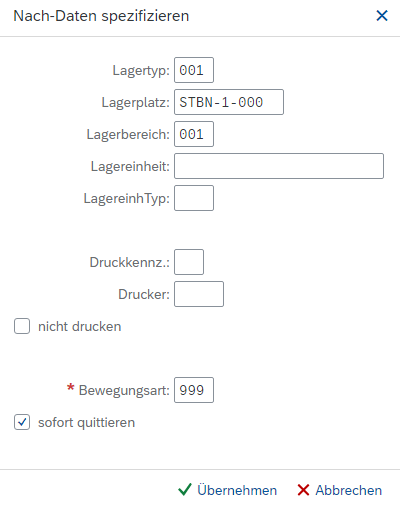 Nach-Daten spezifizieren
Lagertyp: 001
Lagerplatz: STBN-1-000
Lagerbereich: 001
Lagereinheit:
LagereinhTyp:
Druckkennz.:
Drucker:
nicht drucken
* Bewegungsart: 999
sofort quittieren
Übernehmen Abbrechen